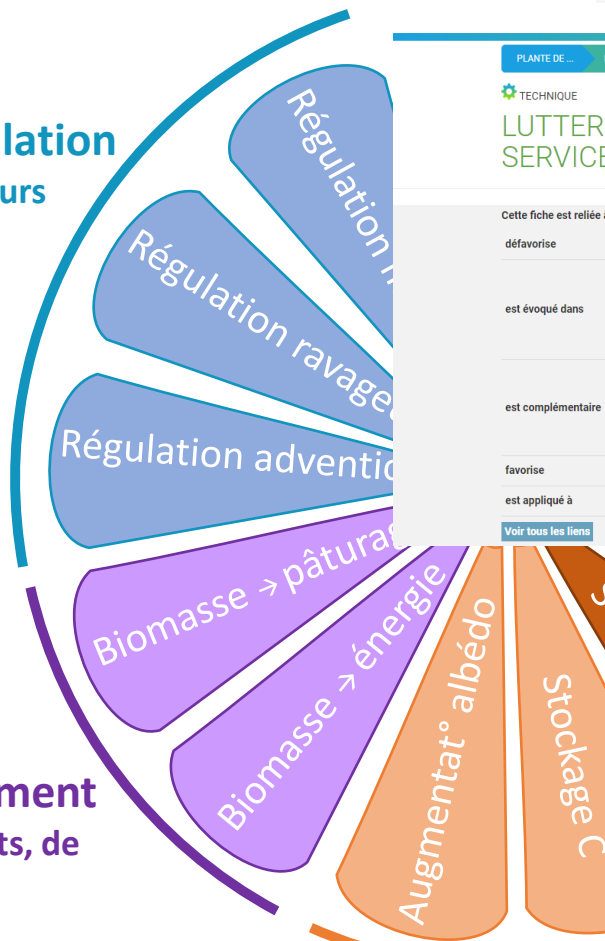 lation
urs
Régulation
Régulation ravage
Régulation adventic
Biomasse → pâturag
Biomasse → énergie
Augmentat° albédo
Stockage C
ment
ts, de
PLANTE DE ...
TECHNIQUE
LUTTER
SERVICE
Cette fiche est reliée à
défavorise
est évoqué dans
est complémentaire
favorise
est appliqué à
Voir tous les liens